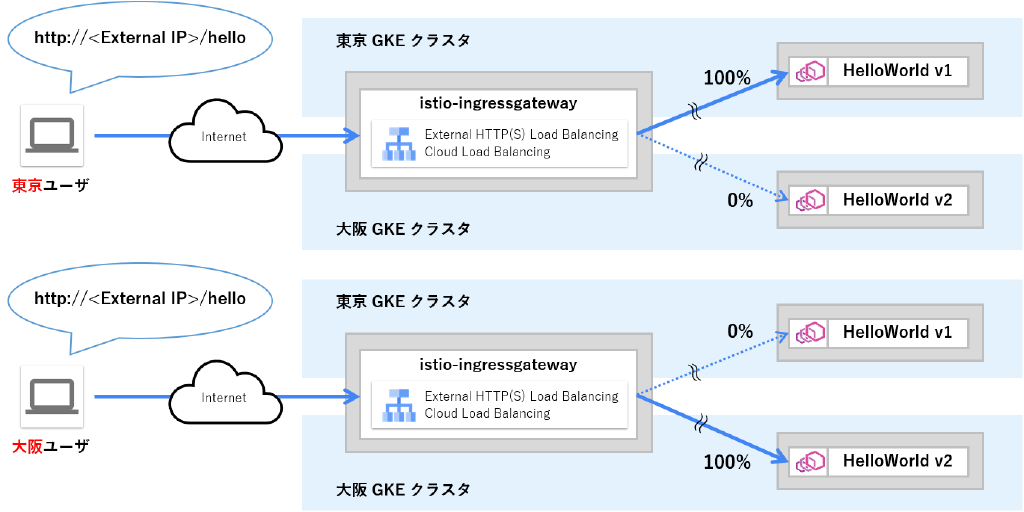 http://<External IP>/hello
東京 GKE クラスタ
100%
HelloWorld v1
istio-ingressgateway
Internet
External HTTP(S) Load Balancing
Cloud Load Balancing
東京ユーザ
0%
HelloWorld v2
大阪 GKE クラスタ
http://<External IP>/hello
東京 GKE クラスタ
0%
HelloWorld v1
istio-ingressgateway
Internet
External HTTP(S) Load Balancing
Cloud Load Balancing
大阪ユーザ
100%
HelloWorld v2
大阪 GKE クラスタ